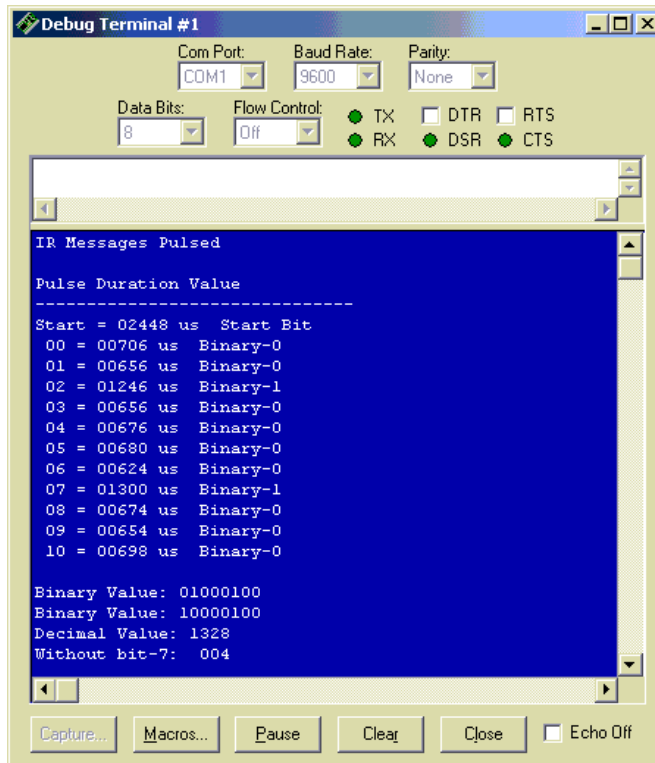 Debug Terminal #1
Com Port: Baud Rate: Parity:
COM1 9600 None
Data Bits: Flow Control: TX DTR RTS
8 Off RX DSR CTS
IR Messages Pulsed
Pulse Duration Value
-------------------------------
Start = 02448 us Start Bit
00 = 00706 us Binary-0
01 = 00656 us Binary-0
02 = 01246 us Binary-1
03 = 00656 us Binary-0
04 = 00676 us Binary-0
05 = 00680 us Binary-0
06 = 00624 us Binary-0
07 = 01300 us Binary-1
08 = 00674 us Binary-0
09 = 00654 us Binary-0
10 = 00698 us Binary-0
Binary Value: 01000100
Binary Value: 10000100
Decimal Value: 1328
Without bit-7: 004
Capture... Macros... Pause Clear Close Echo Off